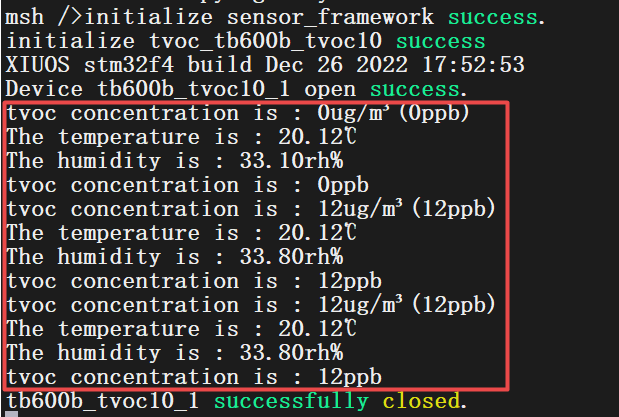 msh />initialize sensor_framework success.
initialize tvoc_tb600b_tvoc10 success
XIUOS stm32f4 build Dec 26 2022 17:52:53
Device tb600b_tvoc10_1 open success.
tvoc concentration is : 0ug/m³(0ppb)
The temperature is : 20.12℃
The humidity is : 33.10rh%
tvoc concentration is : 0ppb
tvoc concentration is : 12ug/m³(12ppb)
The temperature is : 20.12℃
The humidity is : 33.80rh%
tvoc concentration is : 12ppb
tvoc concentration is : 12ug/m³(12ppb)
The temperature is : 20.12℃
The humidity is : 33.80rh%
tvoc concentration is : 12ppb
tb600b_tvoc10_1 successfully closed.